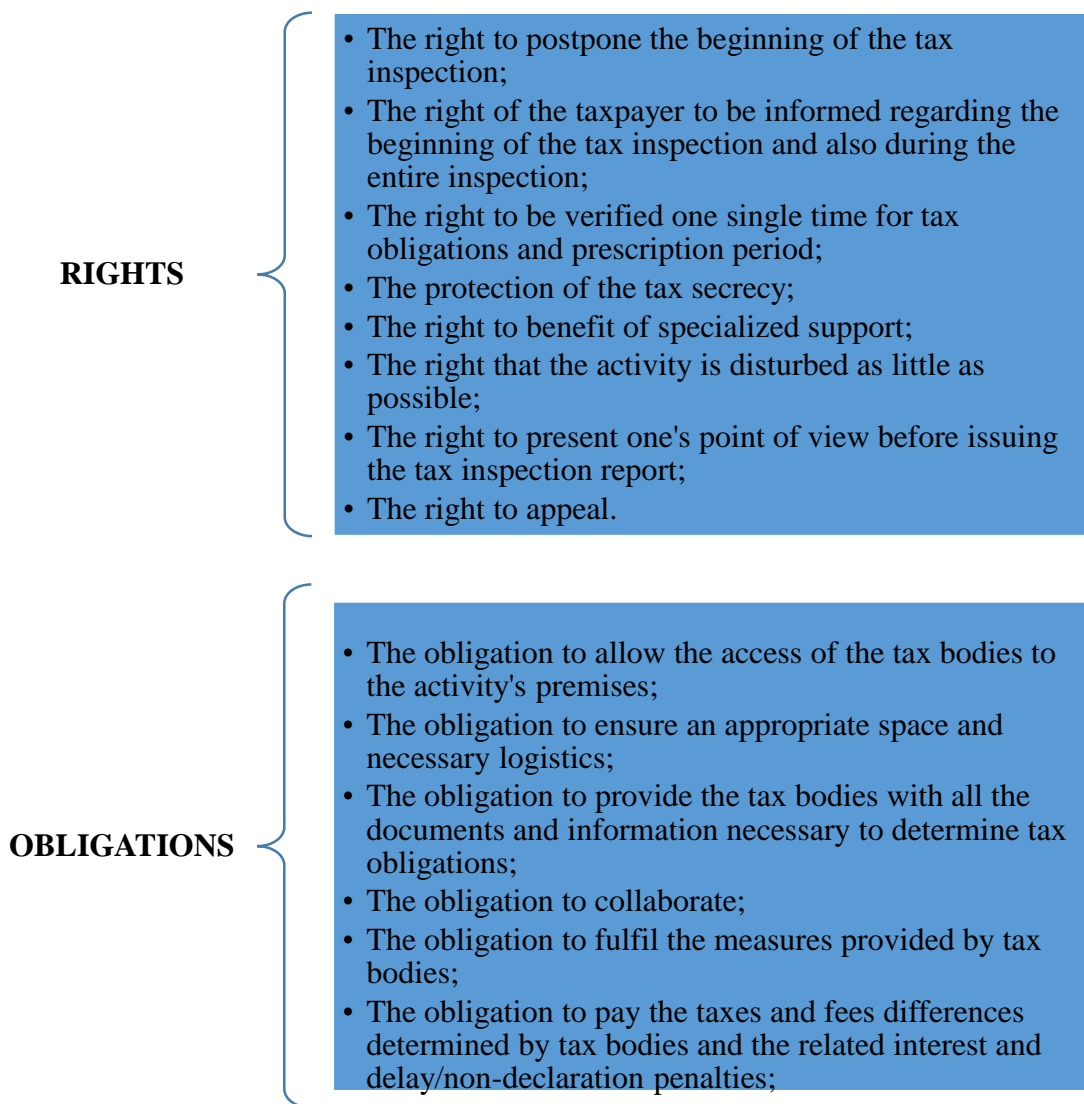 • The right to postpone the beginning of the tax
inspection;
• The right of the taxpayer to be informed regarding the
beginning of the tax inspection and also during the
entire inspection;
• The right to be verified one single time for tax
obligations and prescription period;
RIGHTS
• The protection of the tax secrecy;
• The right to benefit of specialized support;
• The right that the activity is disturbed as little as
possible;
• The right to present one's point of view before issuing
the tax inspection report;
• The right to appeal.
• The obligation to allow the access of the tax bodies to
the activity's premises;
• The obligation to ensure an appropriate space and
necessary logistics;
• The obligation to provide the tax bodies with all the
documents and information necessary to determine tax
OBLIGATIONS
obligations;
• The obligation to collaborate;
• The obligation to fulfil the measures provided by tax
bodies;
• The obligation to pay the taxes and fees differences
determined by tax bodies and the related interest and
delay/non-declaration penalties;